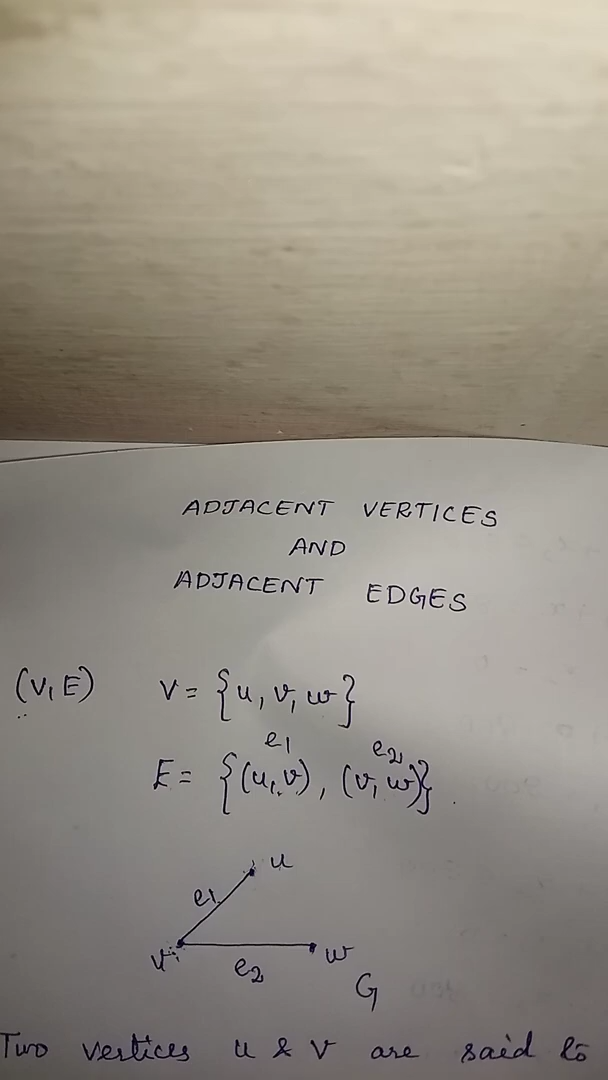 ADJACENT VERTICES
AND
ADJACENT EDGES
(V, E) V = {u, v, w}
e1 e2
E = {(u, v), (v, w)}.
u
e1
v
e2
w
G
Two vertices u & v are said to